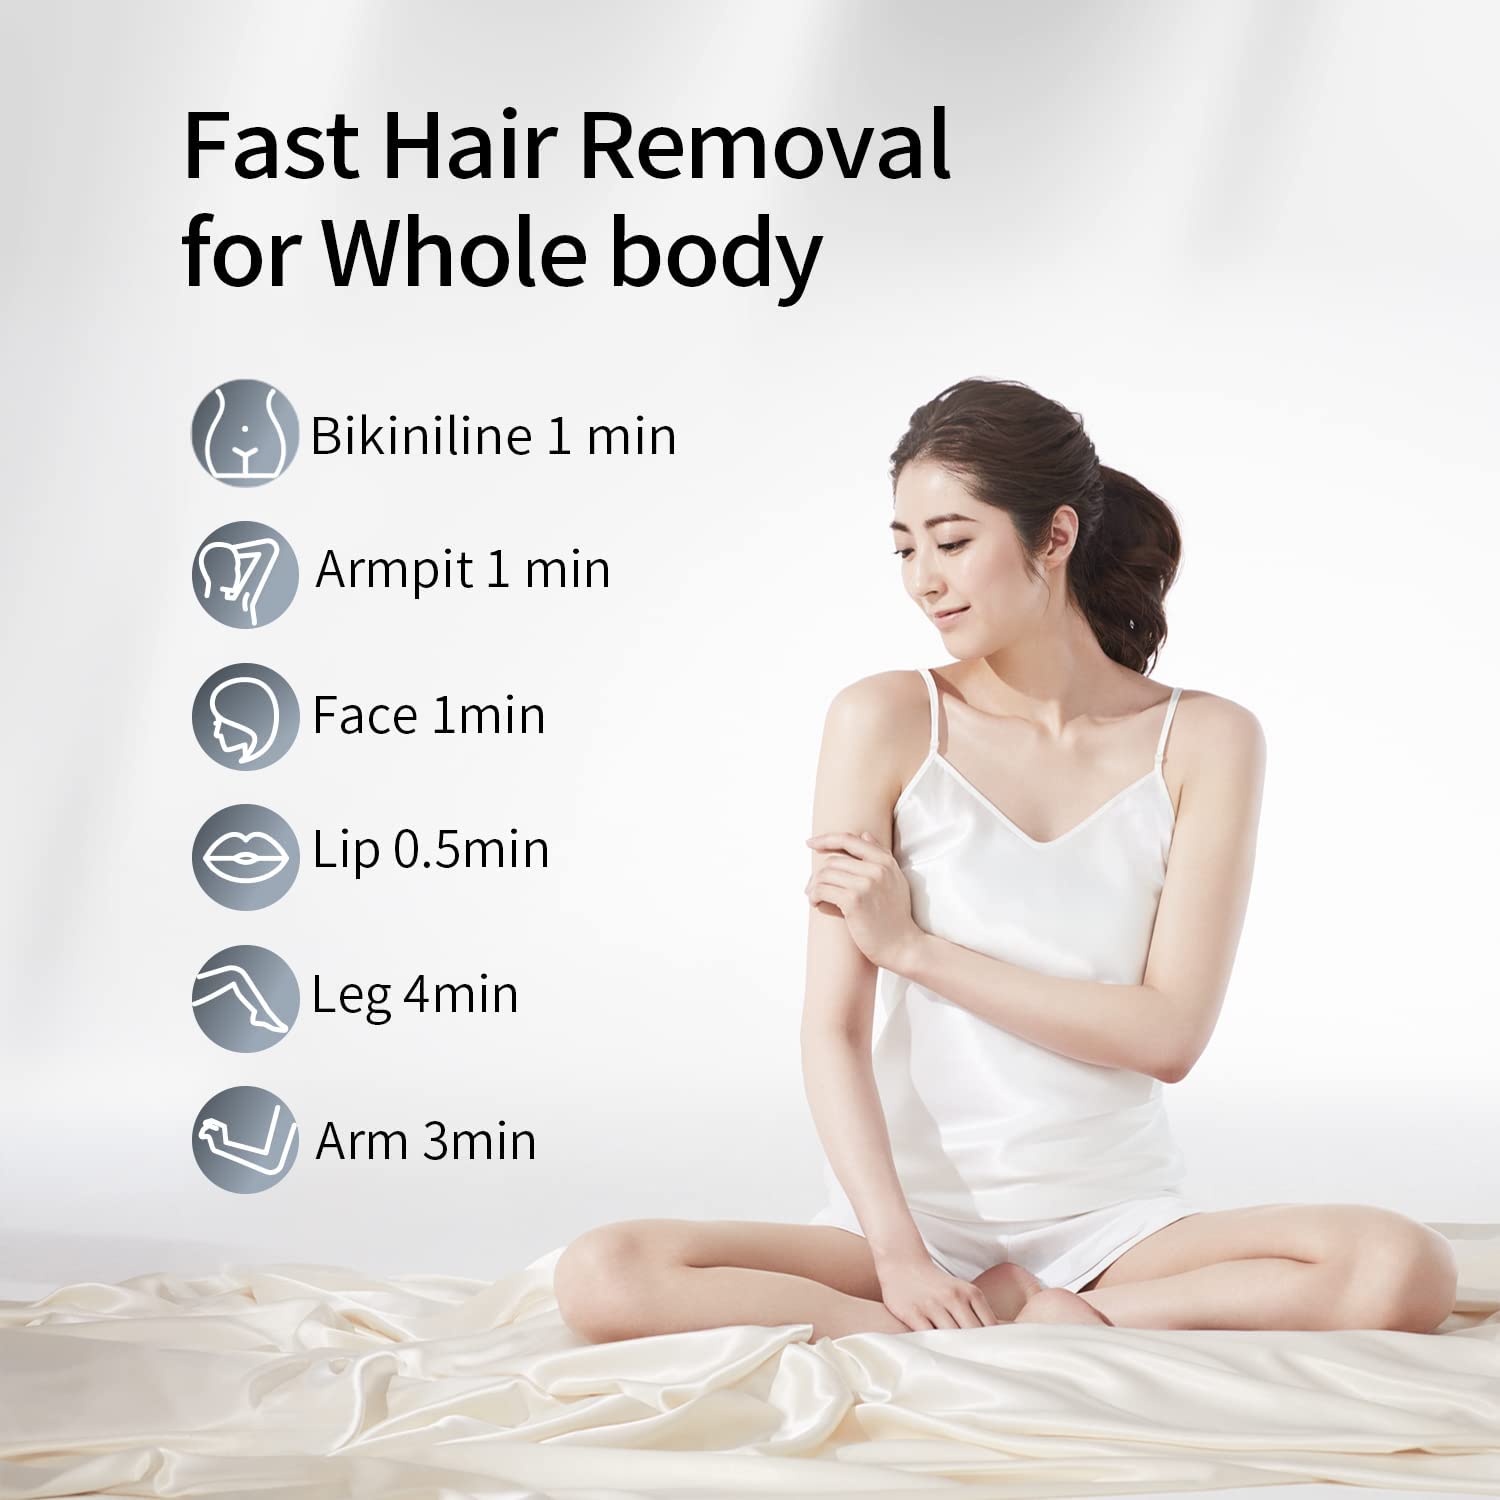 Fast Hair Removal
for Whole body
Bikiniline 1 min
Armpit 1 min
Face 1min
Lip 0.5min
Leg 4min
Arm 3min